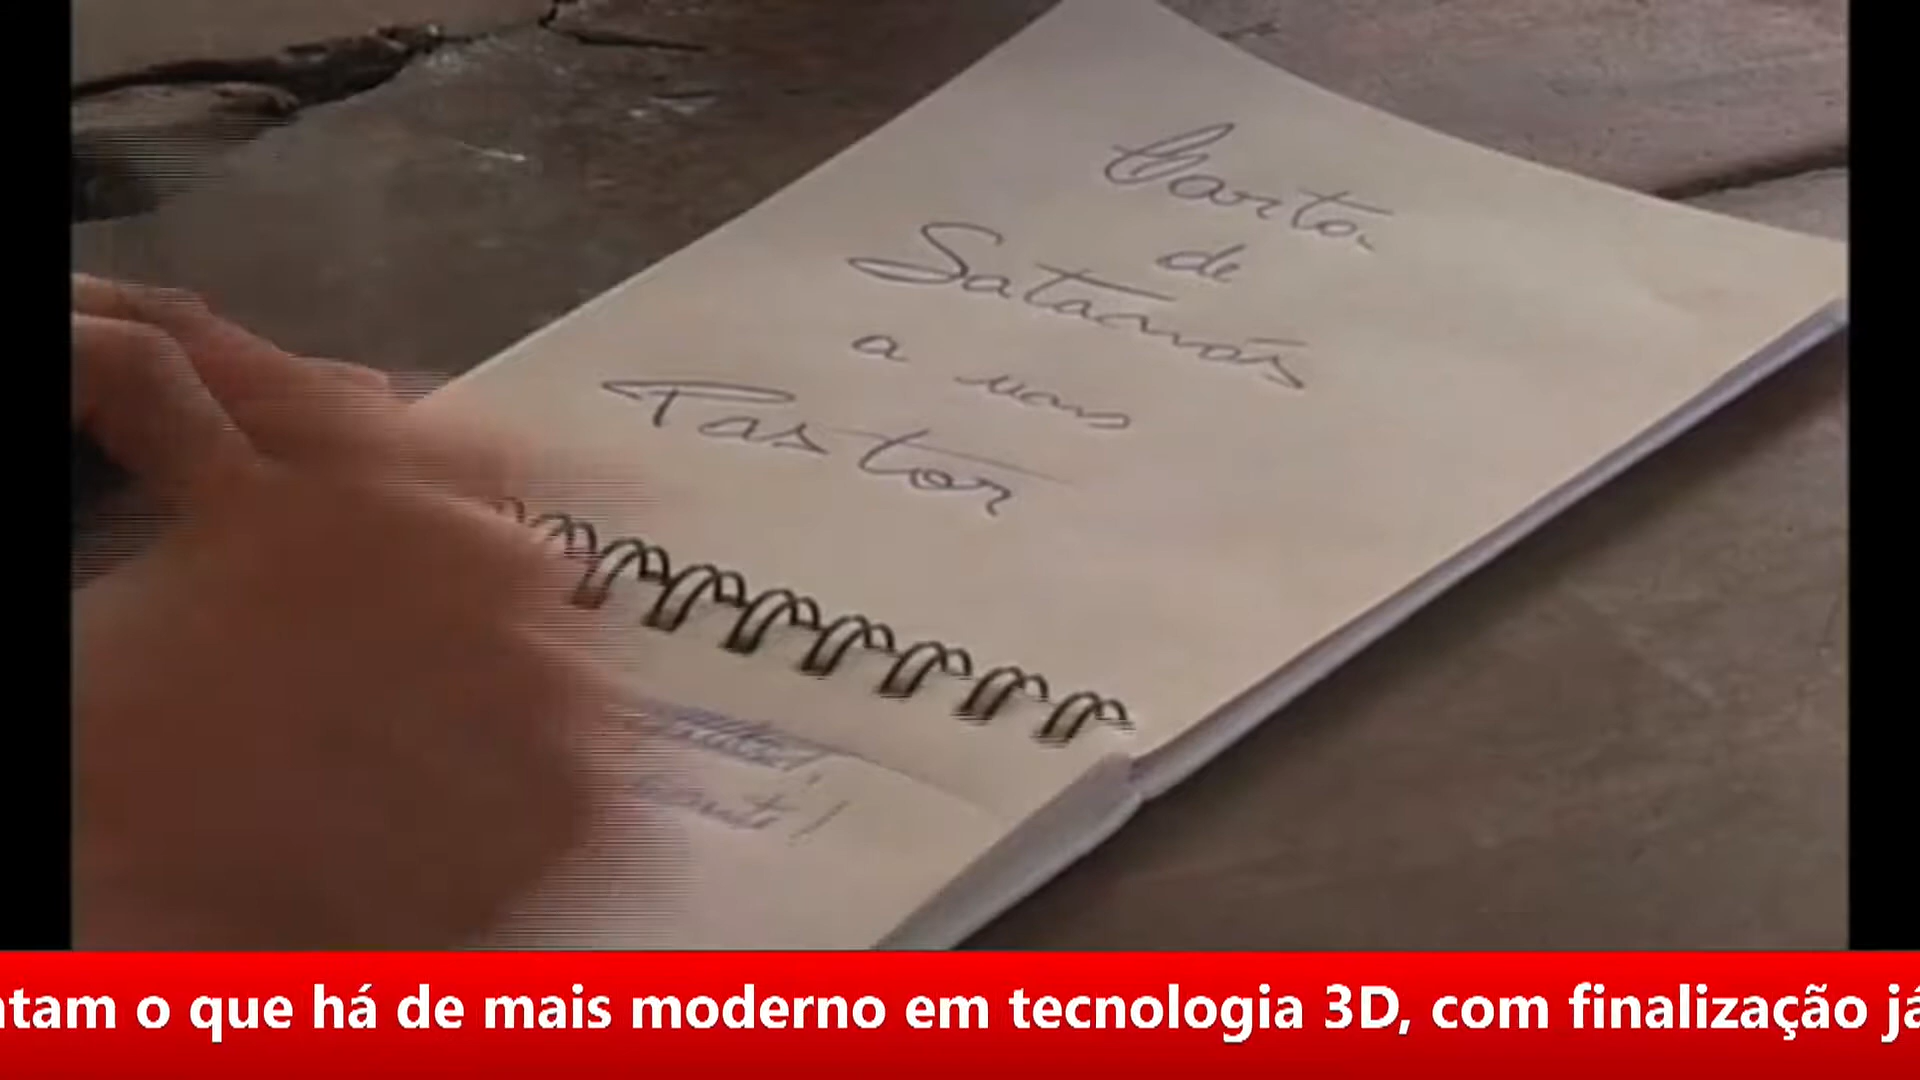 Carta
de
Satanás
a um
Pastor
ntam o que há de mais moderno em tecnologia 3D, com finalização já